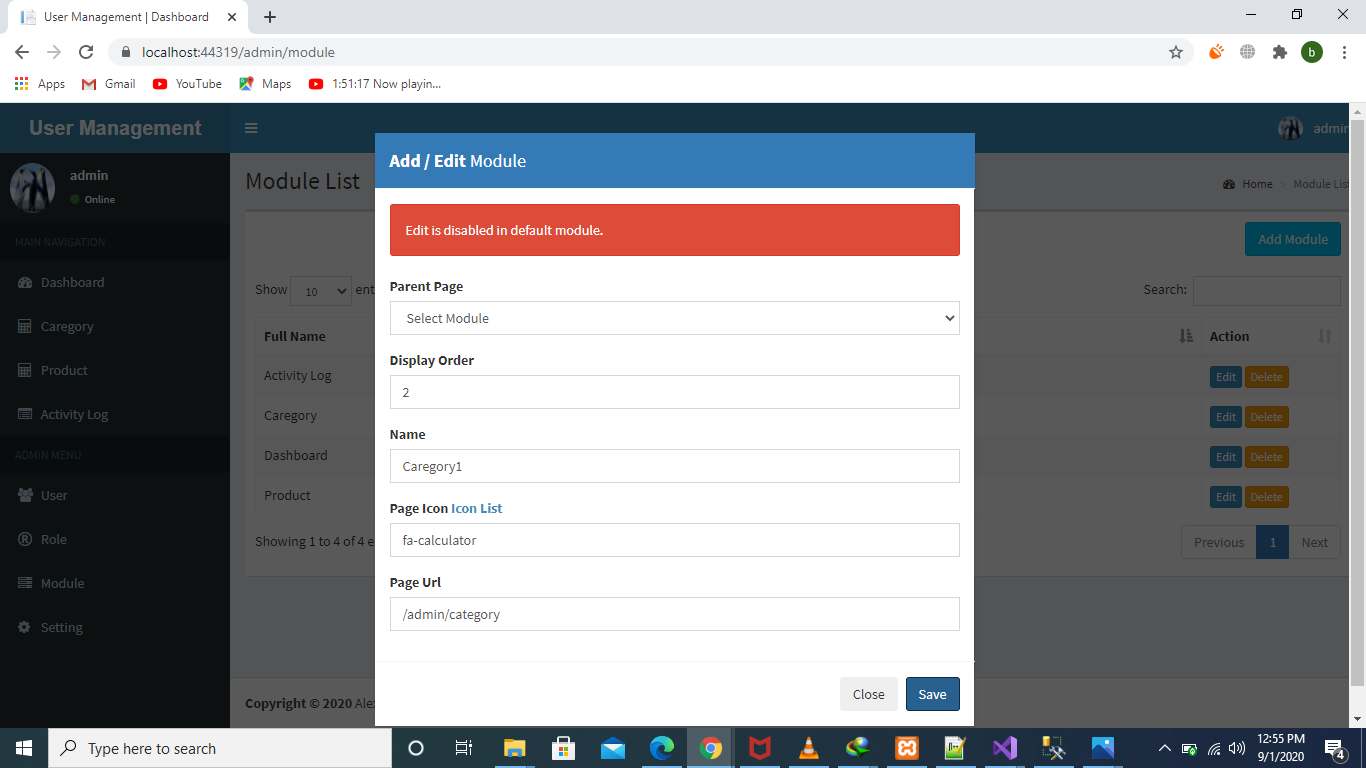 User Management | Dashboard
localhost:44319/admin/module
b
Apps Gmail YouTube Maps 1:51:17 Now playin...
User Management
admin
admin
Online
Module List
Home > Module List
MAIN NAVIGATION
Dashboard
Caregory
Product
Activity Log
ADMIN MENU
User
Role
Module
Setting
Add / Edit Module
Edit is disabled in default module.
Parent Page
Select Module
Display Order
2
Name
Caregory1
Page Icon Icon List
fa-calculator
Page Url
/admin/category
Close Save
Add Module
Show 10 ent
Search:
Full Name Action
Activity Log Edit Delete
Caregory Edit Delete
Dashboard Edit Delete
Product Edit Delete
Showing 1 to 4 of 4 e
Previous 1 Next
Copyright © 2020 Alex
Type here to search
12:55 PM
9/1/2020
4